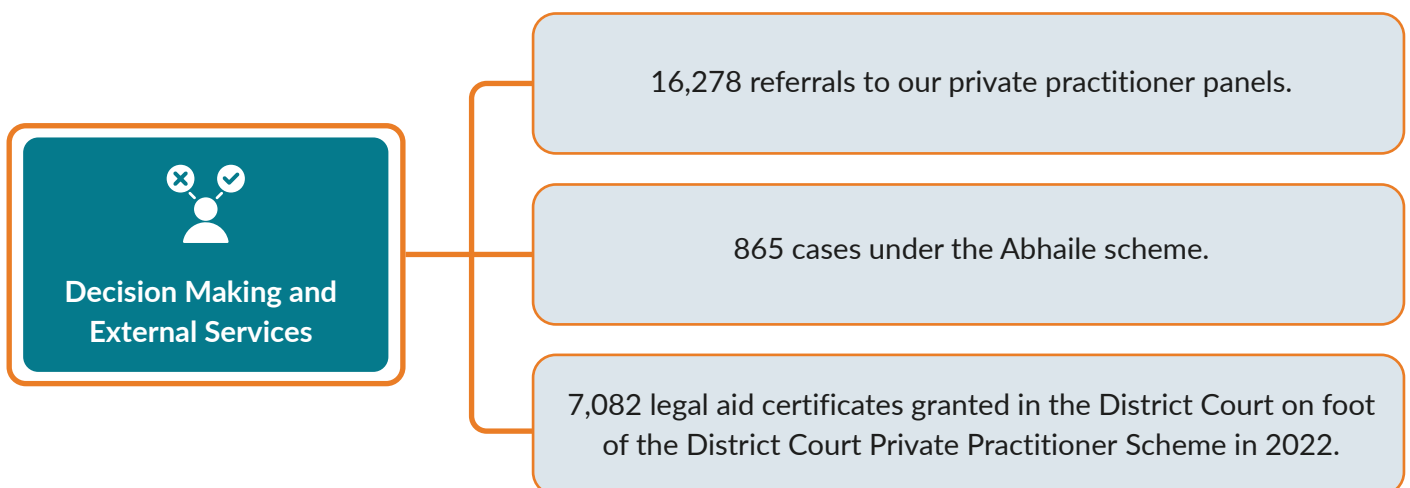 Decision Making and
External Services
16,278 referrals to our private practitioner panels.
865 cases under the Abhaile scheme.
7,082 legal aid certificates granted in the District Court on foot
of the District Court Private Practitioner Scheme in 2022.